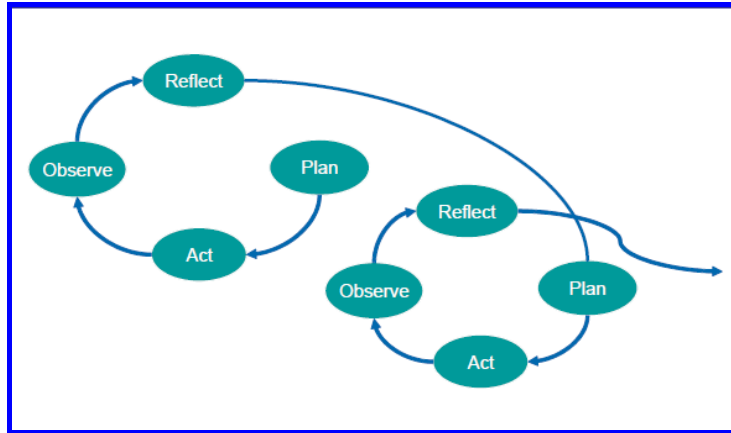 Reflect
Observe
Plan
Act
Reflect
Observe
Plan
Act